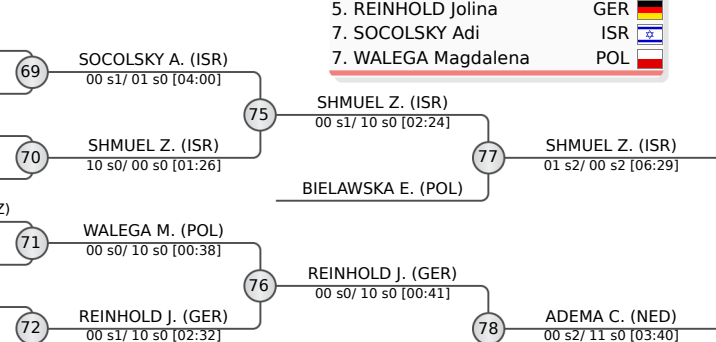 5. REINHOLD Jolina GER
7. SOCOLSKY Adi ISR
7. WALEGA Magdalena POL
SOCOLSKY A. (ISR)
69
00 s1/ 01 s0 [04:00]
SHMUEL Z. (ISR)
75
00 s1/ 10 s0 [02:24]
SHMUEL Z. (ISR)
70
10 s0/ 00 s0 [01:26]
SHMUEL Z. (ISR)
77
01 s2/ 00 s2 [06:29]
BIELAWSKA E. (POL)
Z)
WALEGA M. (POL)
71
00 s0/ 10 s0 [00:38]
REINHOLD J. (GER)
76
00 s0/ 10 s0 [00:41]
REINHOLD J. (GER)
72
00 s1/ 10 s0 [02:32]
ADEMA C. (NED)
78
00 s2/ 11 s0 [03:40]